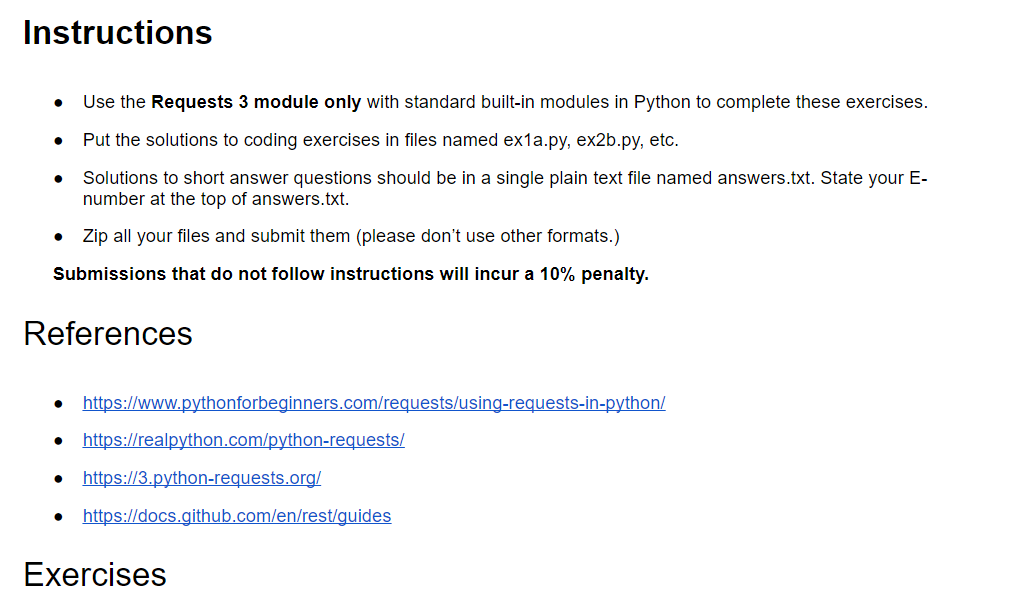 Instructions
● Use the Requests 3 module only with standard built-in modules in Python to complete these exercises.
● Put the solutions to coding exercises in files named ex1a.py, ex2b.py, etc.
● Solutions to short answer questions should be in a single plain text file named answers.txt. State your E-
number at the top of answers.txt.
● Zip all your files and submit them (please don’t use other formats.)
Submissions that do not follow instructions will incur a 10% penalty.
References
● https://www.pythonforbeginners.com/requests/using-requests-in-python/
● https://realpython.com/python-requests/
● https://3.python-requests.org/
● https://docs.github.com/en/rest/guides
Exercises